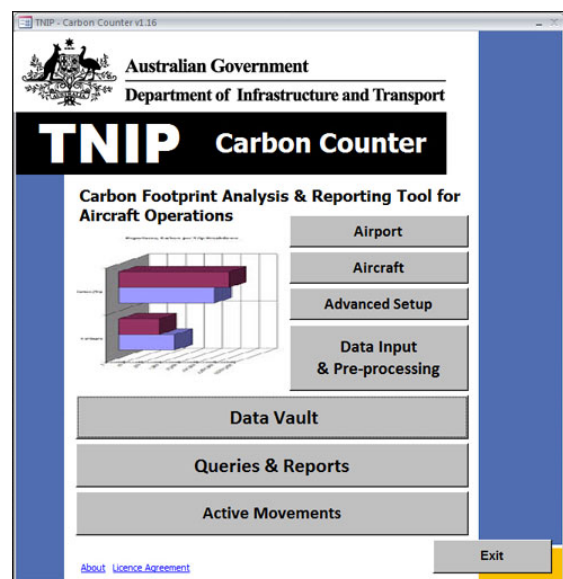 TNIP - Carbon Counter v1.16
Australian Government
Department of Infrastructure and Transport
TNIP Carbon Counter
Carbon Footprint Analysis & Reporting Tool for
Aircraft Operations
Airport
Aircraft
Advanced Setup
Data Input
& Pre-processing
Data Vault
Queries & Reports
Active Movements
Exit
About Licence Agreement